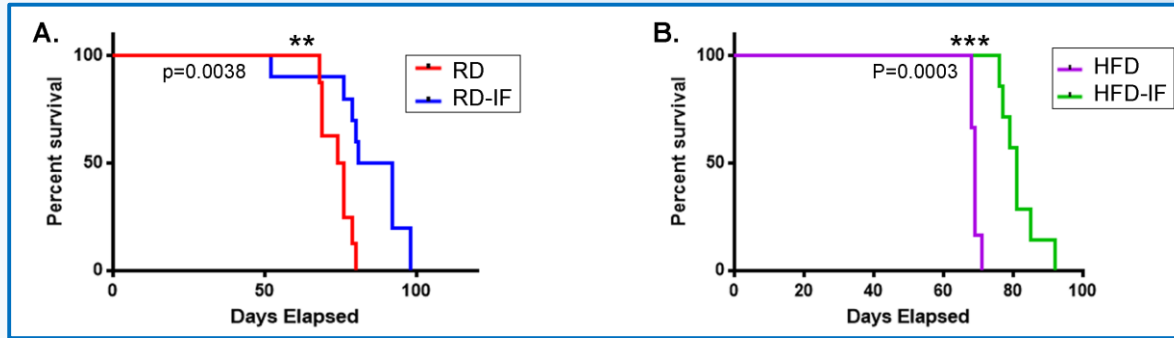 A.
**
p=0.0038
RD
RD-IF
Percent survival
100
50
0
0 50 100
Days Elapsed
B.
***
P=0.0003
HFD
HFD-IF
Percent survival
100
50
0
0 20 40 60 80 100
Days Elapsed